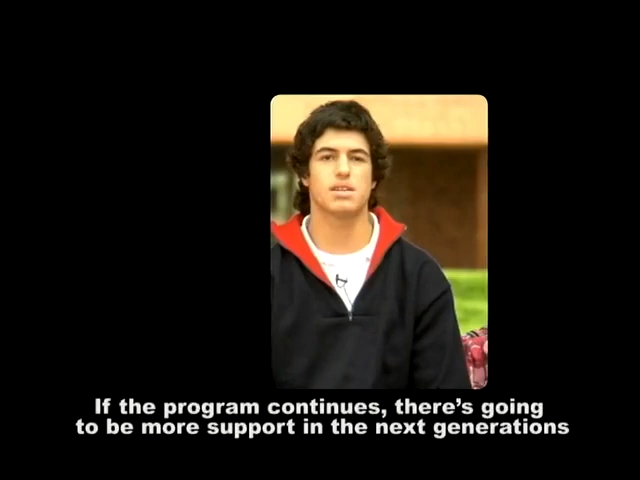 If the program continues, there's going
to be more support in the next generations